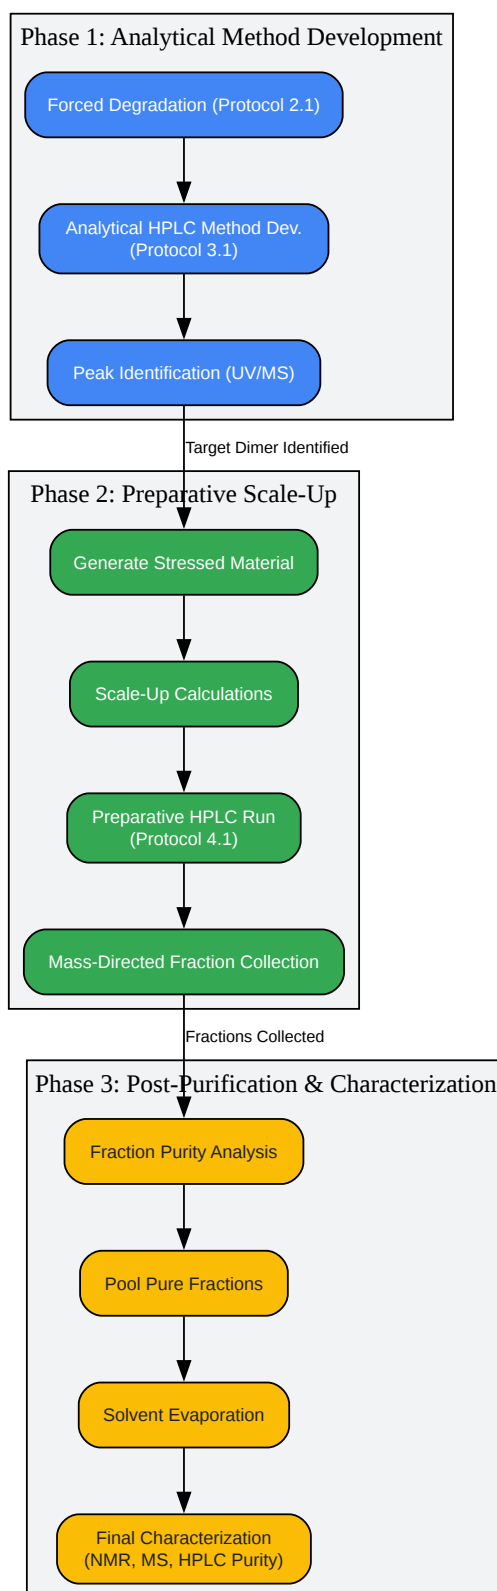 Phase 1: Analytical Method Development
Forced Degradation (Protocol 2.1)
Analytical HPLC Method Dev.
(Protocol 3.1)
Peak Identification (UV/MS)
Target Dimer Identified
Phase 2: Preparative Scale-Up
Generate Stressed Material
Scale-Up Calculations
Preparative HPLC Run
(Protocol 4.1)
Mass-Directed Fraction Collection
Fractions Collected
Phase 3: Post-Purification & Characterization
Fraction Purity Analysis
Pool Pure Fractions
Solvent Evaporation
Final Characterization
(NMR, MS, HPLC Purity)